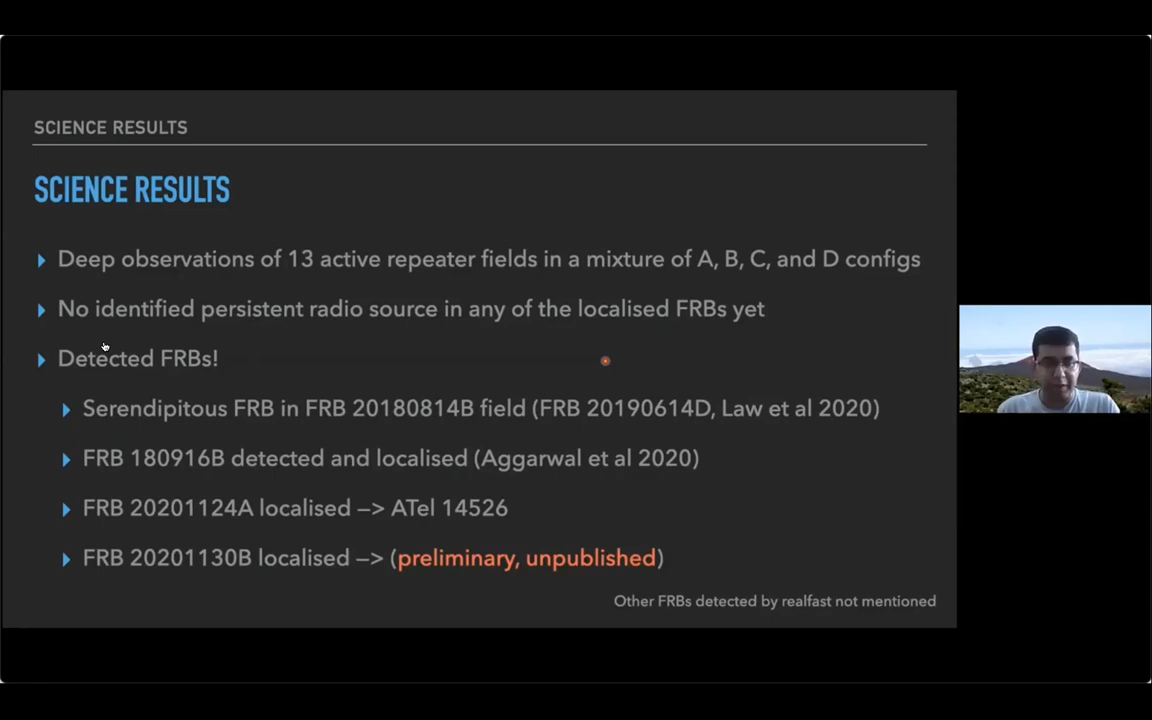 SCIENCE RESULTS
SCIENCE RESULTS
Deep observations of 13 active repeater fields in a mixture of A, B, C, and D configs
No identified persistent radio source in any of the localised FRBs yet
Detected FRBs!
Serendipitous FRB in FRB 20180814B field (FRB 20190614D, Law et al 2020)
FRB 180916B detected and localised (Aggarwal et al 2020)
FRB 20201124A localised —> ATel 14526
FRB 20201130B localised —> (preliminary, unpublished)
Other FRBs detected by realfast not mentioned